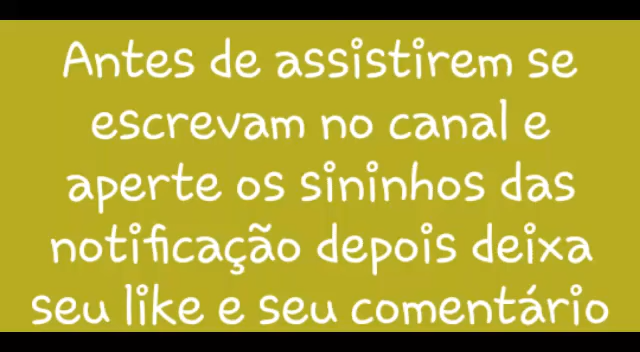 Antes de assistirem se
escrevam no canal e
aperte os sininhos das
notificação depois deixa
seu like e seu comentário